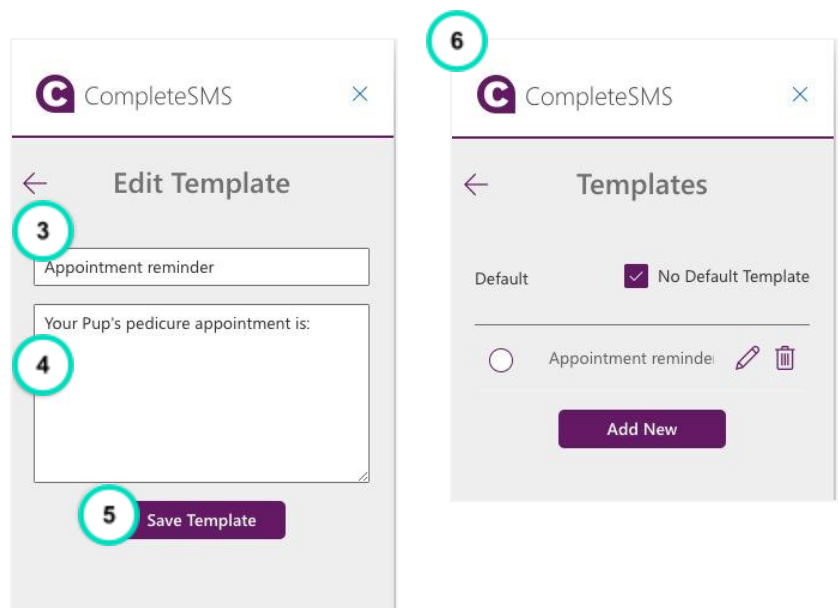 C CompleteSMS
Edit Template
3
Appointment reminder
Your Pup's pedicure appointment is:
4
5
Save Template
6
C CompleteSMS
Templates
Default
No Default Template
Appointment reminde
Add New